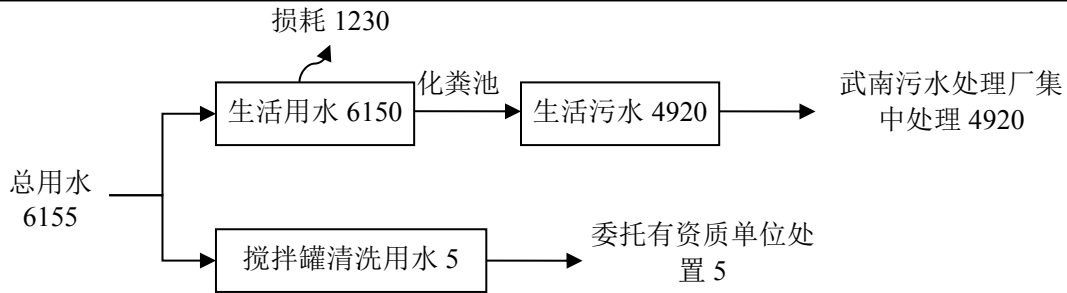 损耗 1230
生活用水 6150
化粪池
生活污水 4920
武南污水处理厂集
中处理 4920
总用水
6155
搅拌罐清洗用水 5
委托有资质单位处
置 5